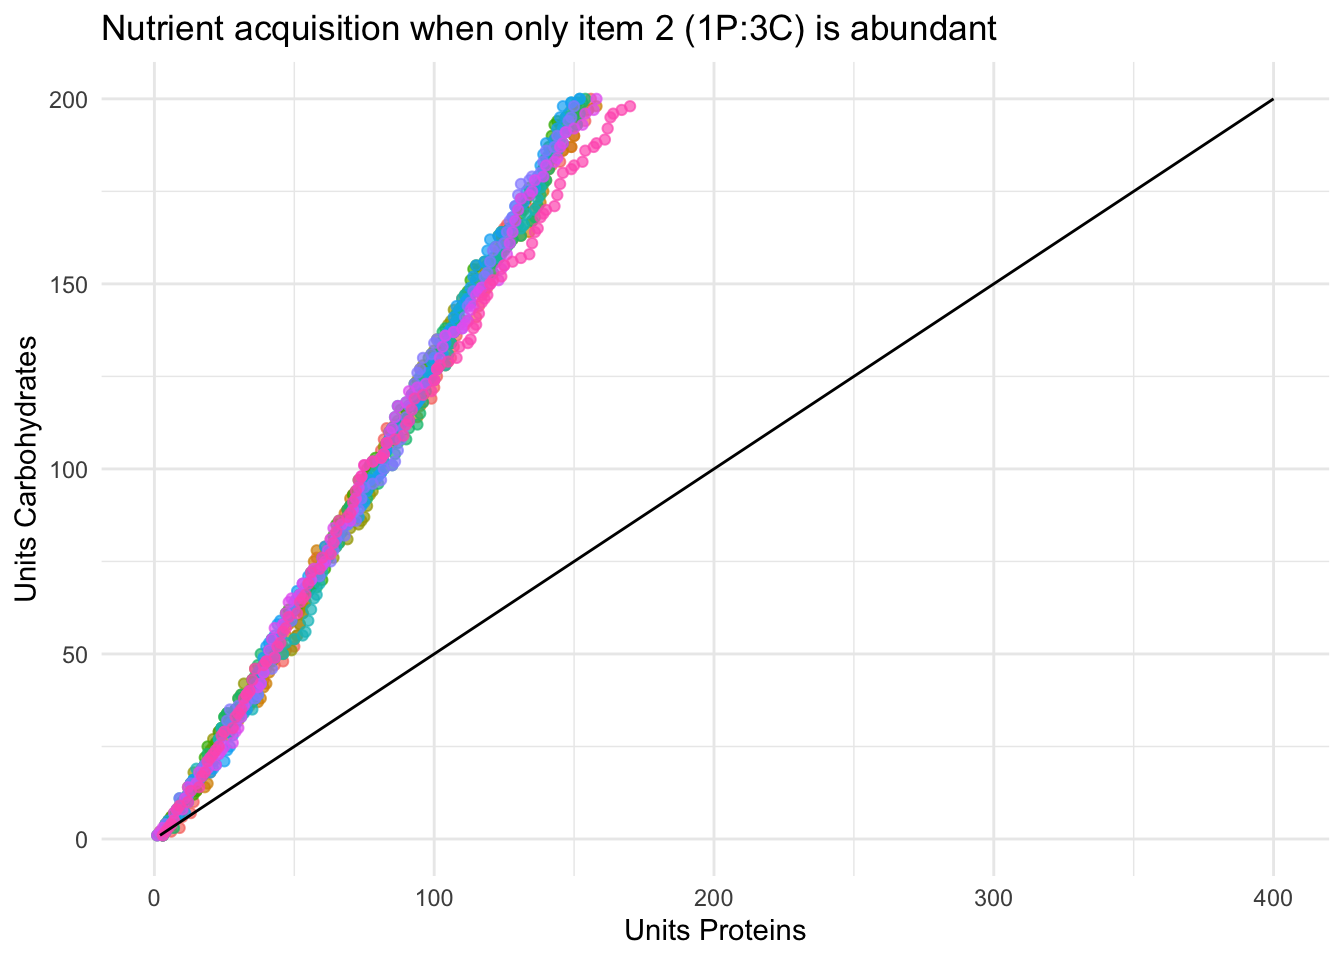 Nutrient acquisition when only item 2 (1P:3C) is abundant
200
150
100
50
0
Units Carbohydrates
0 100 200 300 400
Units Proteins